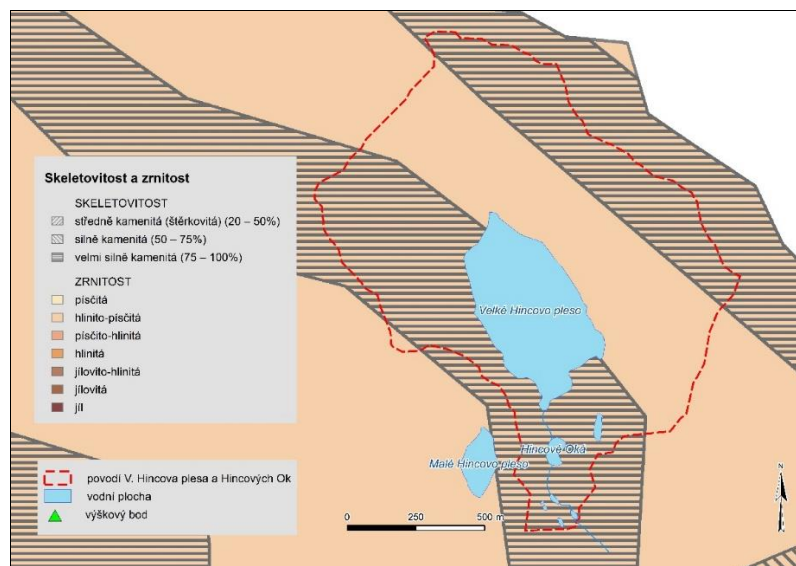 Skeletovitost a zrnitost
SKELETOVITOST
středně kamenitá (štěrkovitá) (20 – 50%)
silně kamenitá (50 – 75%)
velmi silně kamenitá (75 – 100%)
ZRNITOST
písčitá
hlinito-písčitá
písčito-hlinitá
hlinitá
jílovito-hlinitá
jílovitá
jíl
Velké Hincovo pleso
Hincové Oká
Malé Hincovo pleso
povodí V. Hincova plesa a Hincových Ok
vodní plocha
výškový bod
0 250 500 m
N